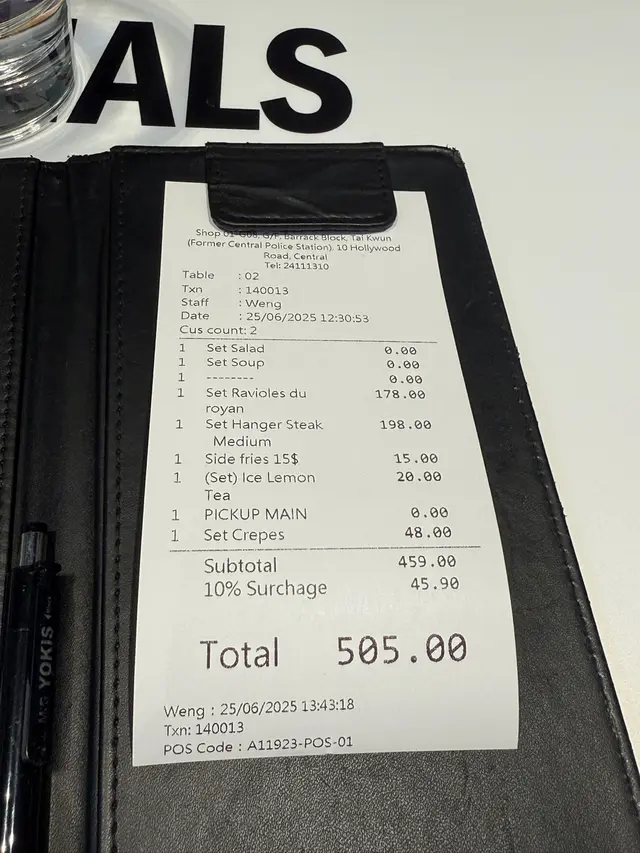 ALS
Shop 01-G08, G/F, Barrack Block, Tai Kwun
(Former Central Police Station), 10 Hollywood
Road, Central
Tel: 24111310
Table : 02
Txn : 140013
Staff : Weng
Date : 25/06/2025 12:30:53
Cus count: 2
1 Set Salad 0.00
1 Set Soup 0.00
1 -------- 0.00
1 Set Ravioles du 178.00
royan
1 Set Hanger Steak 198.00
Medium
1 Side fries 15$ 15.00
1 (Set) Ice Lemon 20.00
Tea
1 PICKUP MAIN 0.00
1 Set Crepes 48.00
Subtotal 459.00
10% Surchage 45.90
Total 505.00
Weng : 25/06/2025 13:43:18
Txn: 140013
POS Code : A11923-POS-01
YOKIS